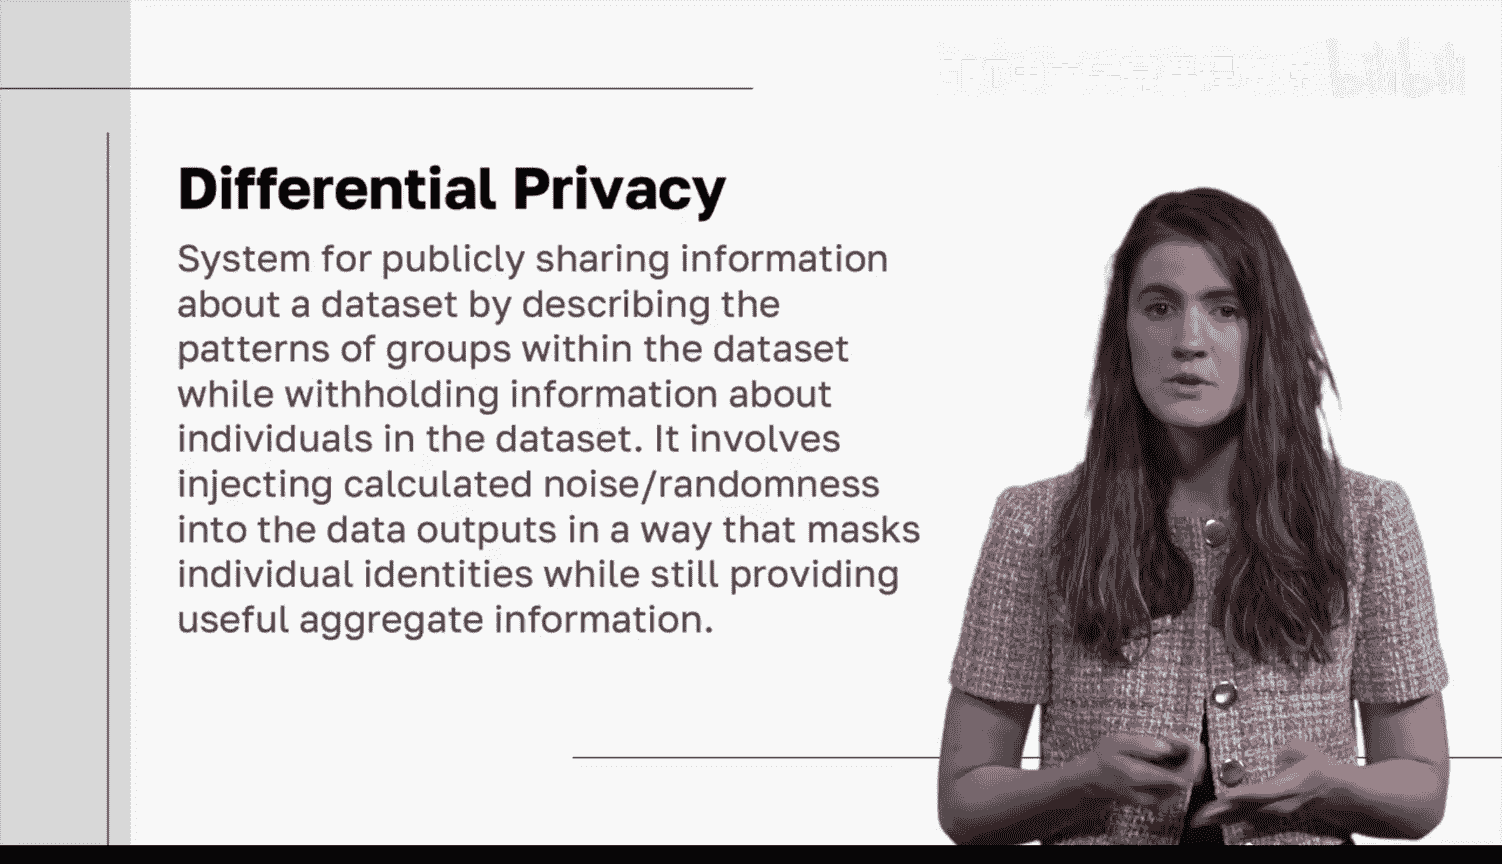 Differential Privacy
System for publicly sharing information
about a dataset by describing the
patterns of groups within the dataset
while withholding information about
individuals in the dataset. It involves
injecting calculated noise/randomness
into the data outputs in a way that masks
individual identities while still providing
useful aggregate information.
bilibili